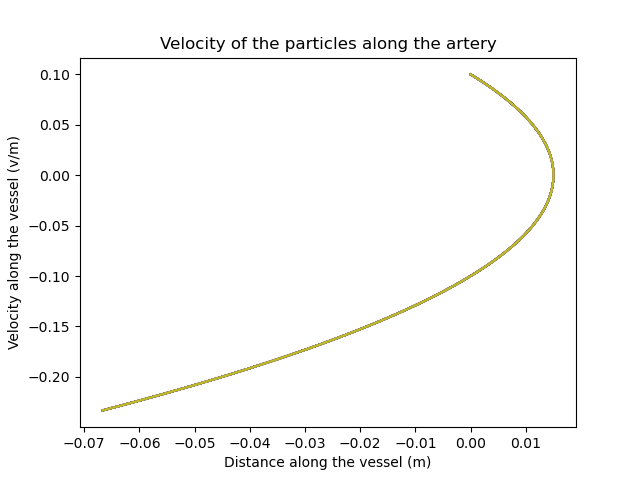 Velocity of the particles along the artery
0.10
0.05
0.00
−0.05
−0.10
−0.15
−0.20
Velocity along the vessel (v/m)
−0.07 −0.06 −0.05 −0.04 −0.03 −0.02 −0.01 0.00 0.01
Distance along the vessel (m)